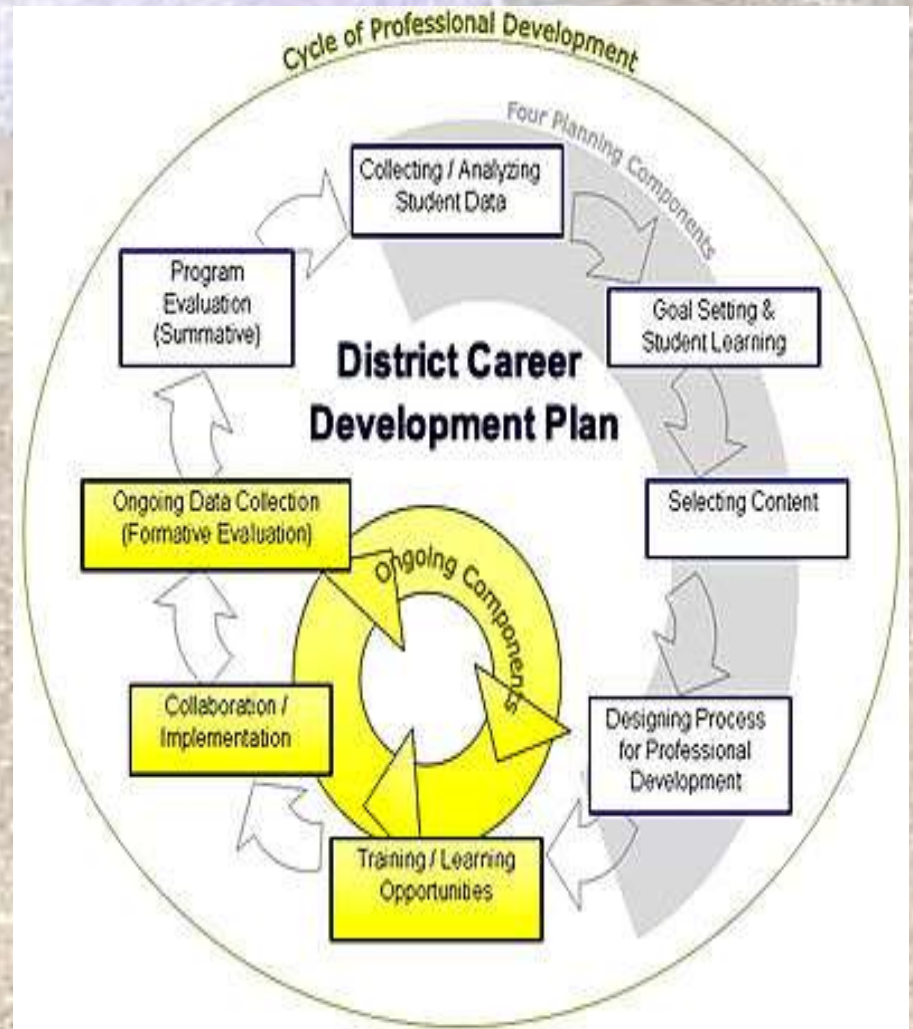 Cycle of Professional Development
Four Planning Components
Collecting / Analyzing
Student Data
Goal Setting &
Student Learning
Selecting Content
Designing Process
for Professional
Development
Training / Learning
Opportunities
Collaboration /
Implementation
Ongoing Data Collection
(Formative Evaluation)
Program
Evaluation
(Summative)
District Career
Development Plan
Ongoing Components